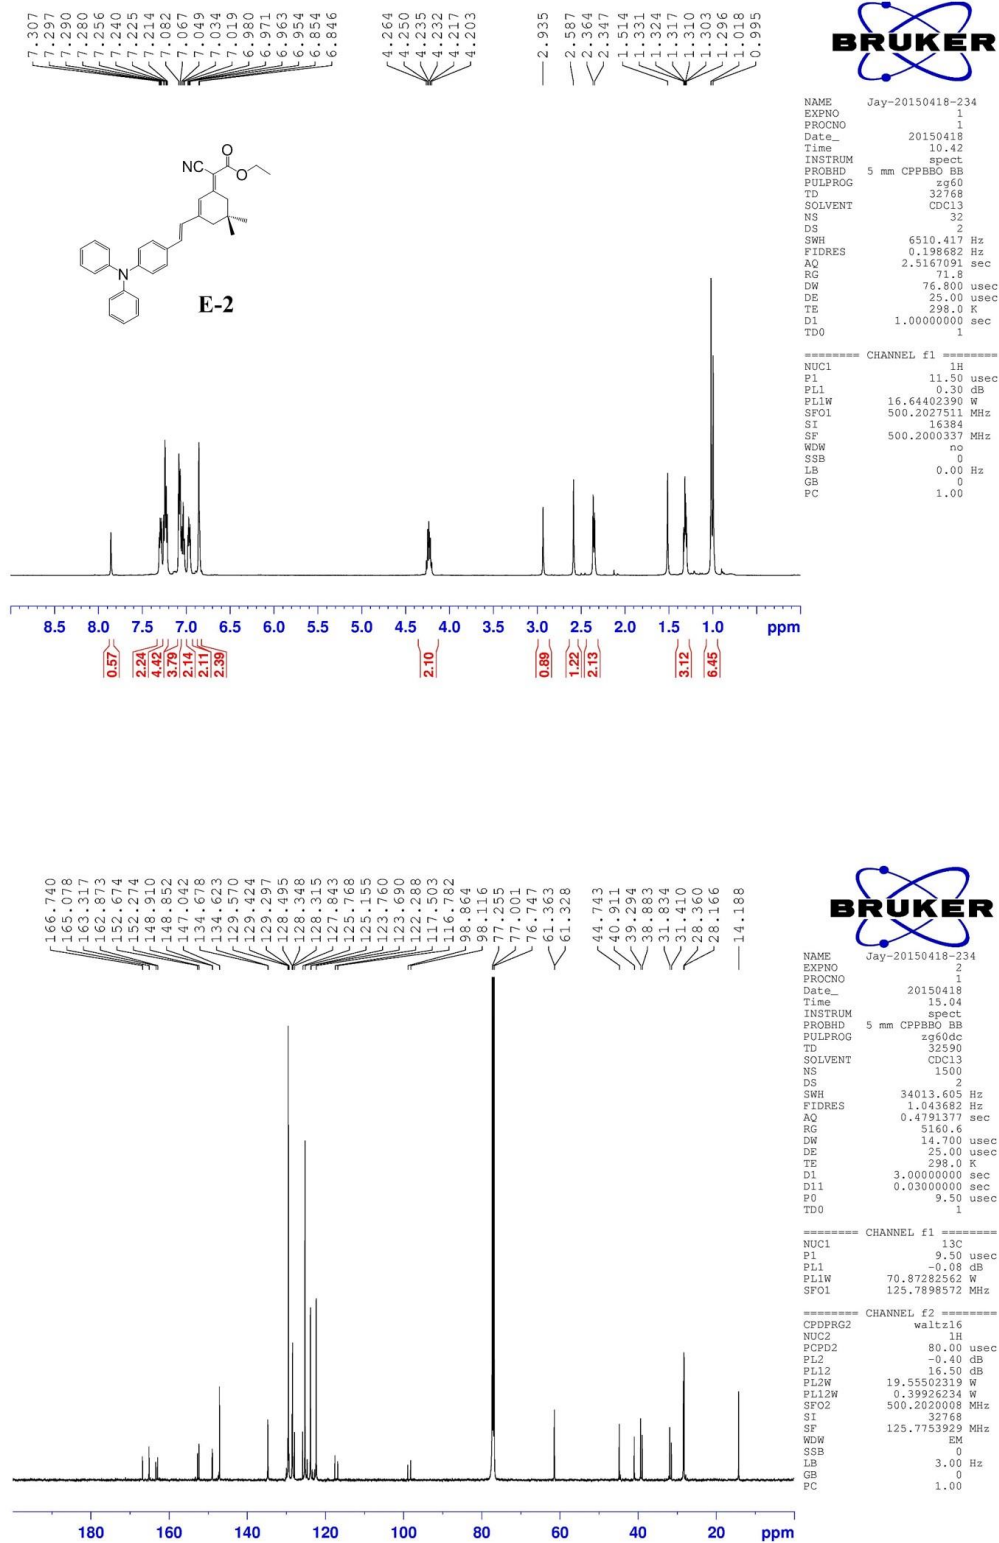 7.307
7.297
7.290
7.280
7.256
7.240
7.225
7.214
7.082
7.067
7.049
7.034
7.019
6.980
6.971
6.963
6.954
6.854
6.846
4.264
4.250
4.235
4.232
4.217
4.203
2.935
2.587
2.364
2.347
1.514
1.331
1.324
1.317
1.310
1.303
1.296
1.018
0.995
BRUKER
NC
O
O
N
E-2
NAME Jay-20150418-234
EXPNO 1
PROCNO 1
Date_ 20150418
Time 10.42
INSTRUM spect
PROBHD 5 mm CPPBBO BB
PULPROG zg60
TD 32768
SOLVENT CDCl3
NS 32
DS 2
SWH 6510.417 Hz
FIDRES 0.198682 Hz
AQ 2.5167091 sec
RG 71.8
DW 76.800 usec
DE 25.00 usec
TE 298.0 K
D1 1.00000000 sec
TD0 1
======== CHANNEL f1 ========
NUC1 1H
P1 11.50 usec
PL1 0.30 dB
PL1W 16.64402390 W
SFO1 500.2027511 MHz
SI 16384
SF 500.2000337 MHz
WDW no
SSB 0
LB 0.00 Hz
GB 0
PC 1.00
8.5 8.0 7.5 7.0 6.5 6.0 5.5 5.0 4.5 4.0 3.5 3.0 2.5 2.0 1.5 1.0 ppm
0.57 2.24 4.42 3.79 2.14 2.11 2.39 2.10 0.89 1.22 2.13 3.12 6.45
166.740
165.078
163.317
162.873
152.674
152.274
148.910
148.852
147.042
134.678
134.623
129.570
129.424
129.297
128.495
128.348
128.315
127.843
125.768
125.155
123.760
123.690
122.288
117.503
116.782
98.864
98.116
77.255
77.001
76.747
61.363
61.328
44.743
40.911
39.294
38.883
31.834
31.410
28.360
28.166
14.188
BRUKER
NAME Jay-20150418-234
EXPNO 2
PROCNO 1
Date_ 20150418
Time 15.04
INSTRUM spect
PROBHD 5 mm CPPBBO BB
PULPROG zg60dc
TD 32590
SOLVENT CDCl3
NS 1500
DS 2
SWH 34013.605 Hz
FIDRES 1.043682 Hz
AQ 0.4791377 sec
RG 5160.6
DW 14.700 usec
DE 25.00 usec
TE 298.0 K
D1 3.00000000 sec
D11 0.03000000 sec
P0 9.50 usec
TD0 1
======== CHANNEL f1 ========
NUC1 13C
P1 9.50 usec
PL1 -0.08 dB
PL1W 70.87282562 W
SFO1 125.7898572 MHz
======== CHANNEL f2 ========
CPDPRG2 waltz16
NUC2 1H
PCPD2 80.00 usec
PL2 -0.40 dB
PL12 16.50 dB
PL2W 19.55502319 W
PL12W 0.39926234 W
SFO2 500.2020008 MHz
SI 32768
SF 125.7753929 MHz
WDW EM
SSB 0
LB 3.00 Hz
GB 0
PC 1.00
180 160 140 120 100 80 60 40 20 ppm